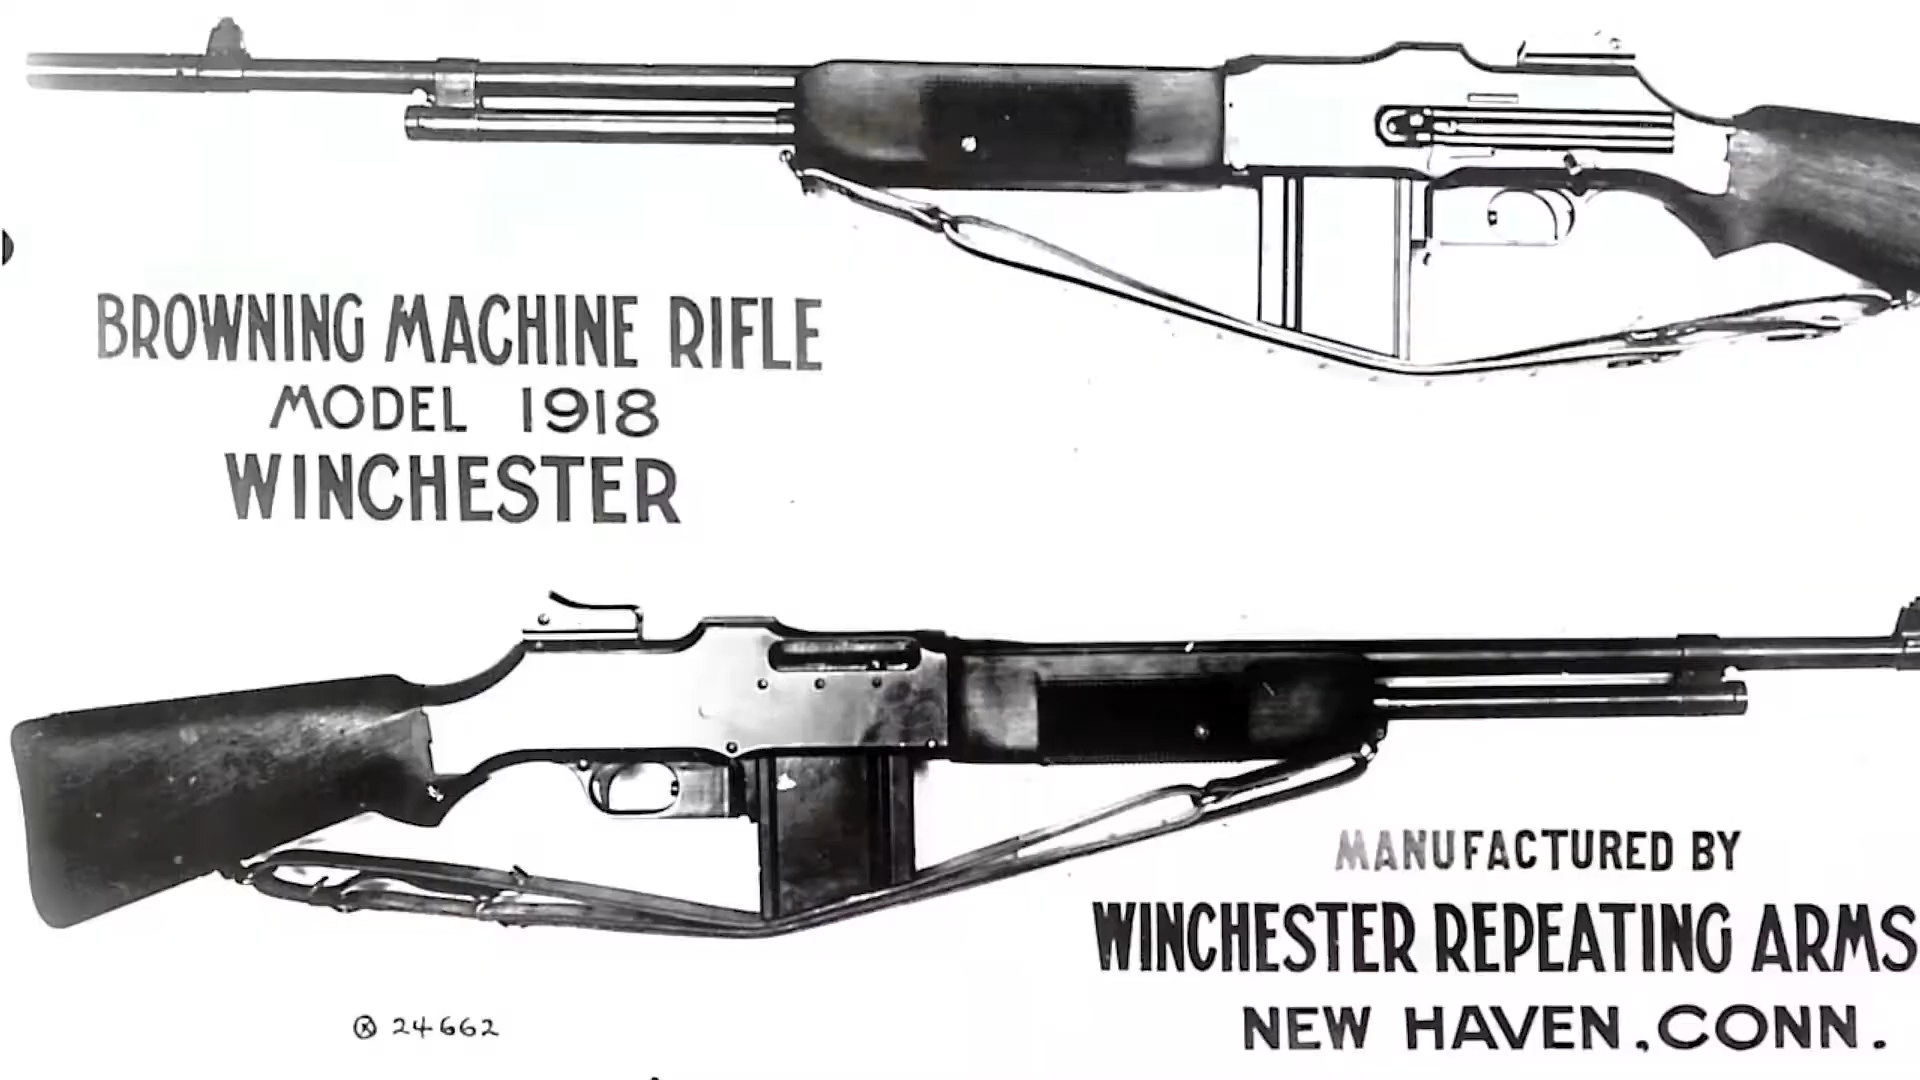 BROWNING MACHINE RIFLE
MODEL 1918
WINCHESTER
MANUFACTURED BY
WINCHESTER REPEATING ARMS
NEW HAVEN, CONN.
24662